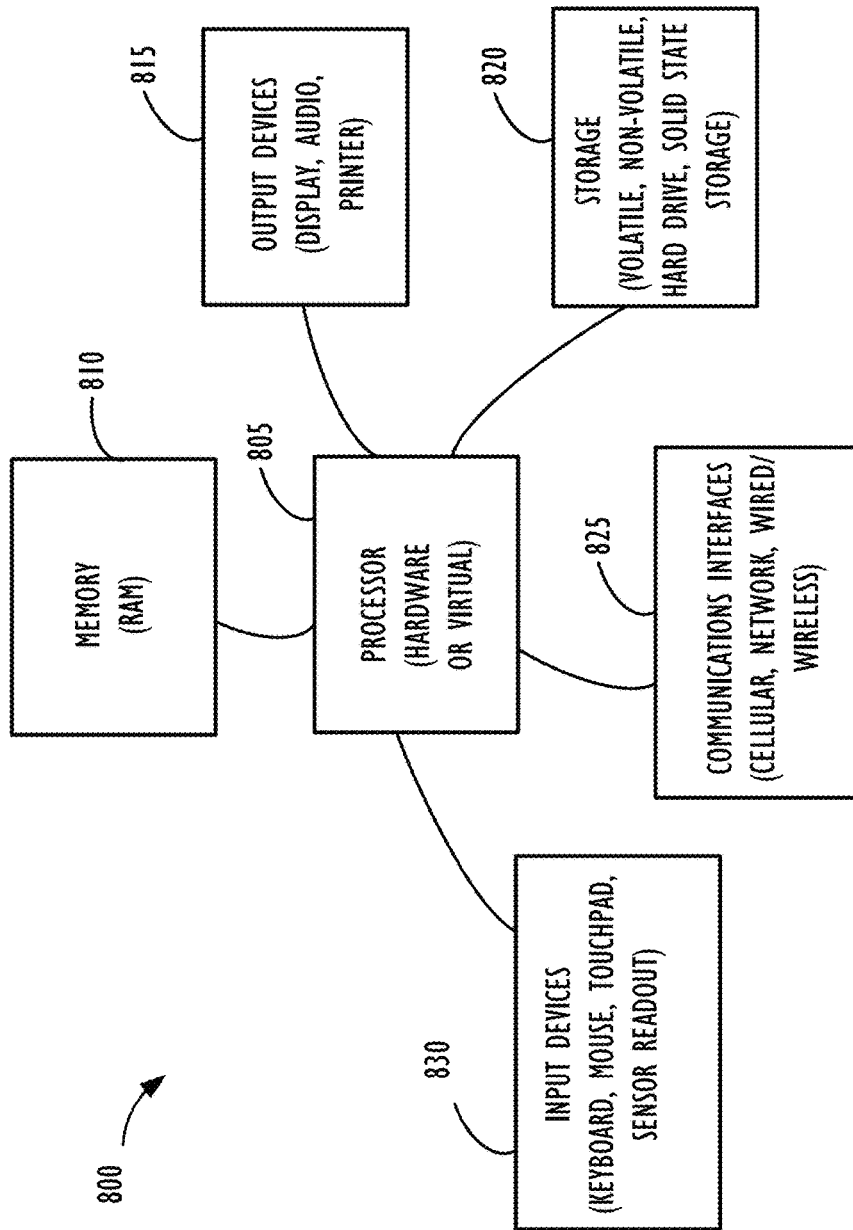 800
MEMORY
(RAM)
810
OUTPUT DEVICES
(DISPLAY, AUDIO,
PRINTER)
815
PROCESSOR
(HARDWARE
OR VIRTUAL)
805
INPUT DEVICES
(KEYBOARD, MOUSE, TOUCHPAD,
SENSOR READOUT)
830
COMMUNICATIONS INTERFACES
(CELLULAR, NETWORK, WIRED/
WIRELESS)
825
STORAGE
(VOLATILE, NON-VOLATILE,
HARD DRIVE, SOLID STATE
STORAGE)
820